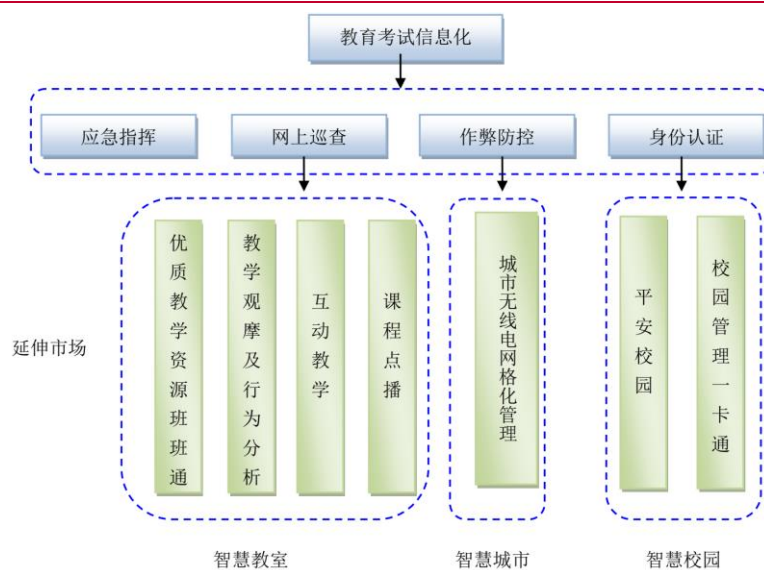 教育考试信息化
应急指挥
网上巡查
作弊防控
身份认证
延伸市场
优质教学资源班班通
教学观摩及行为分析
互动教学
课程点播
城市无线电网格化管理
平安校园
校园管理一卡通
智慧教室
智慧城市
智慧校园